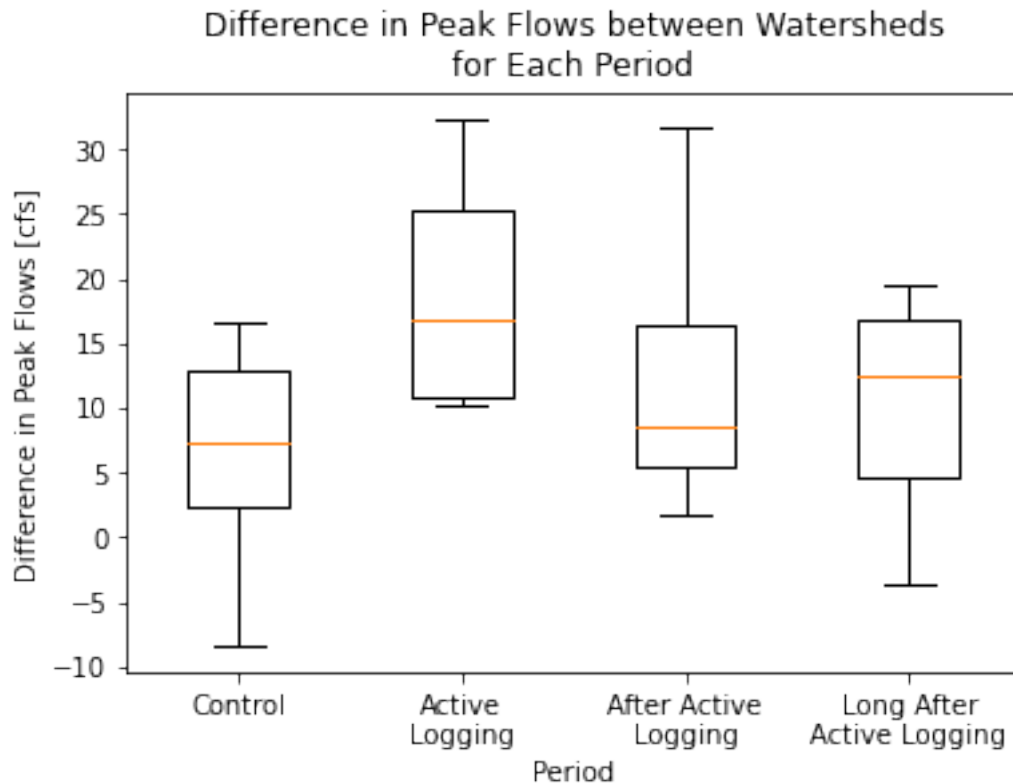 Difference in Peak Flows between Watersheds
for Each Period
Difference in Peak Flows [cfs]
30
25
20
15
10
5
0
−5
−10
Control
Active
Logging
After Active
Logging
Long After
Active Logging
Period